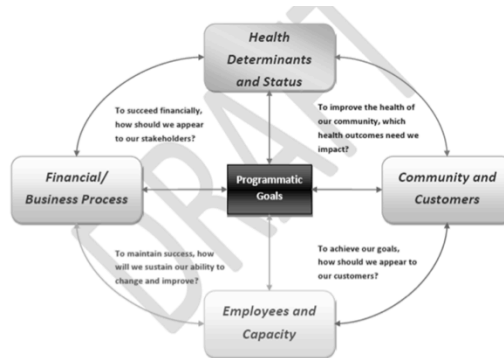 Health
Determinants
and Status
To succeed financially,
how should we appear
to our stakeholders?
To improve the health of
our community, which
health outcomes need we
impact?
Financial/
Business Process
Programmatic
Goals
Community and
Customers
To maintain success, how
will we sustain our ability to
change and improve?
To achieve our goals,
how should we appear to
our customers?
Employees and
Capacity
DRAFT